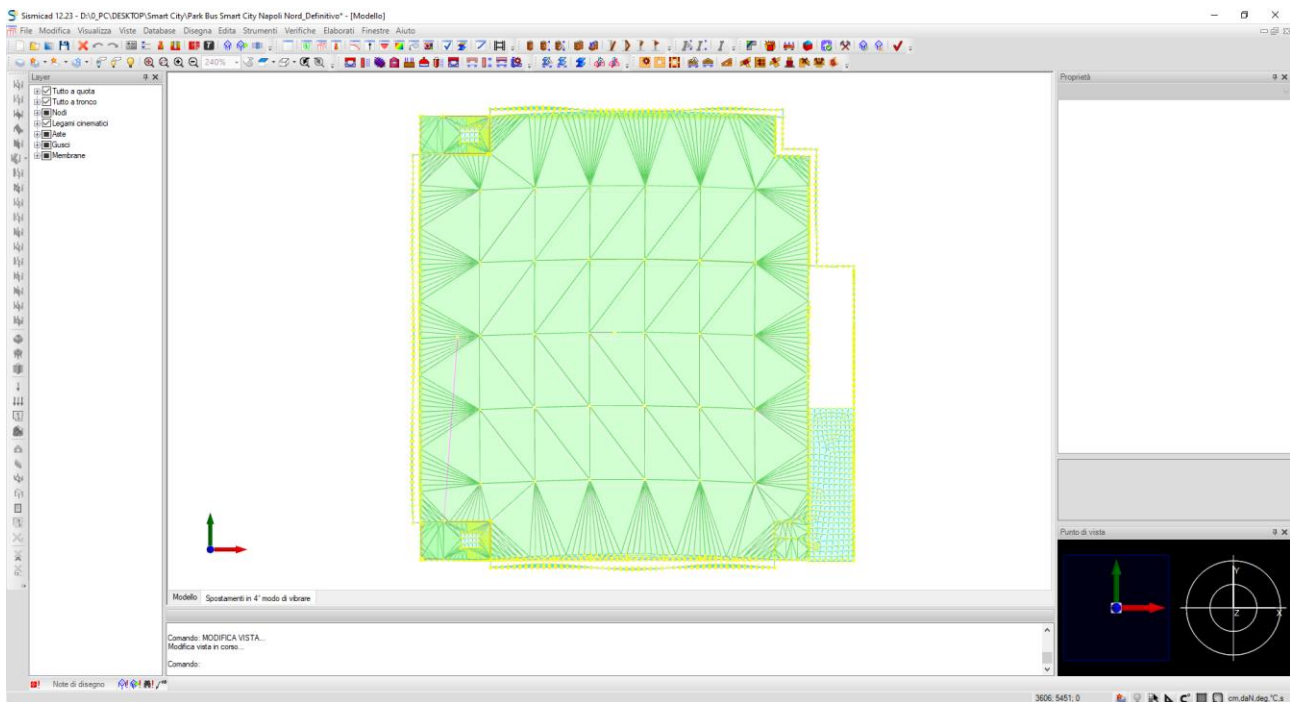 Sismicad 12.23 - D:\0_PC\DESKTOP\Smart City\Park Bus Smart City Napoli Nord_Definitivo* - [Modello]
File Modifica Visualizza Viste Database Disegna Edita Strumenti Verifiche Elaborati Finestre Aiuto
240%
Layer
Tutto a quota
Tutto a tronco
Nodi
Legami cinematici
Aste
Gusci
Membrane
Proprietà
Punto di vista
Y
Z
X
Modello Spostamenti in 4° modo di vibrare
Comando: MODIFICA VISTA...
Modifica vista in corso...
Comando:
Note di disegno
3606; 5451; 0
cm,daN,deg,°C,s